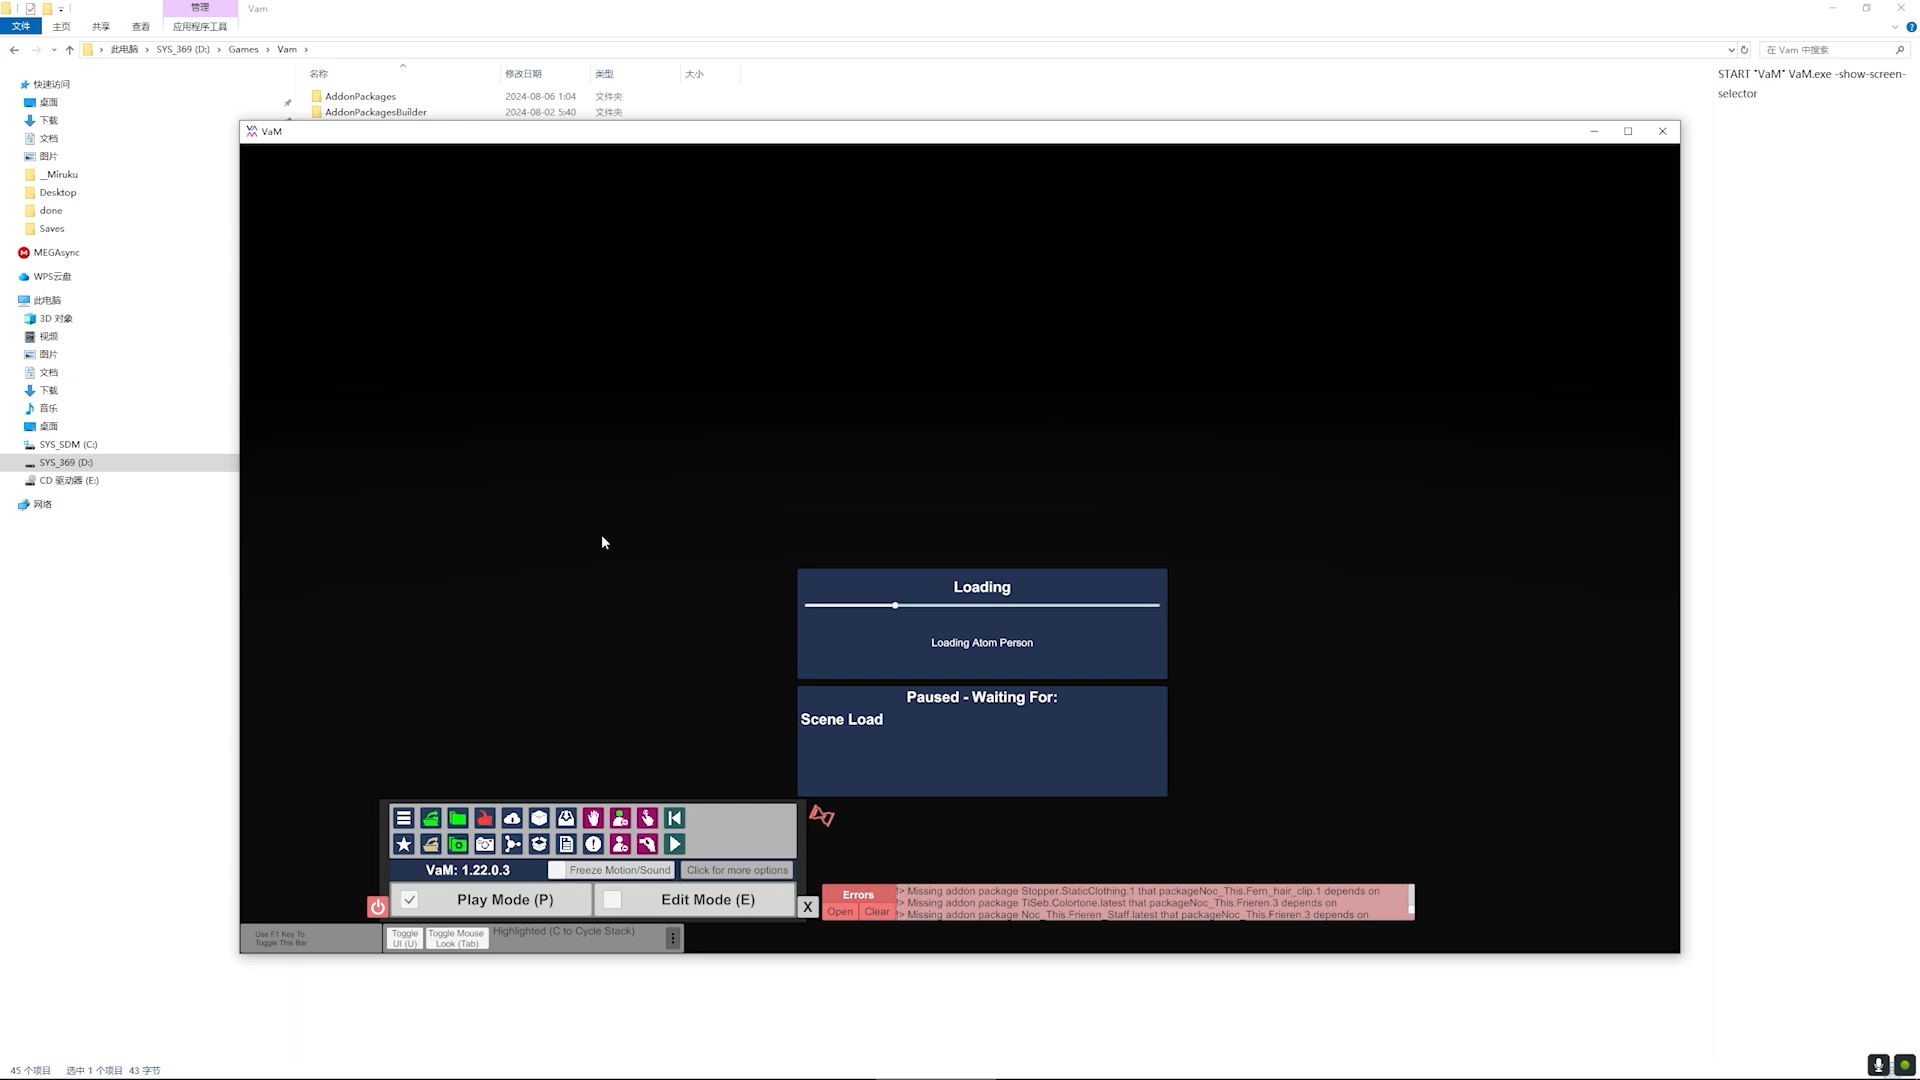 管理
Vam
文件
主页
共享
查看
应用程序工具
此电脑 › SYS_369 (D:) › Games › Vam ›
在 Vam 中搜索
名称
修改日期
类型
大小
START "VaM" VaM.exe -show-screen-
selector
快速访问
AddonPackages 2024-08-06 1:04 文件夹
桌面
AddonPackagesBuilder 2024-08-02 5:40 文件夹
下载
VaM
文档
图片
__Miruku
Desktop
done
Saves
MEGAsync
WPS云盘
此电脑
3D 对象
视频
图片
文档
下载
音乐
桌面
SYS_SDM (C:)
SYS_369 (D:)
CD 驱动器 (E:)
网络
Loading
Loading Atom Person
Paused - Waiting For:
Scene Load
VaM: 1.22.0.3
Freeze Motion/Sound
Click for more options
Play Mode (P)
Edit Mode (E)
X
Errors
Open
Clear
!> Missing addon package Stopper.StaticClothing.1 that packageNoc_This.Fern_hair_clip.1 depends on
!> Missing addon package TiSeb.Colortone.latest that packageNoc_This.Frieren.3 depends on
!> Missing addon package Noc_This.Frieren_Staff.latest that packageNoc_This.Frieren.3 depends on
Use F1 Key To
Toggle This Bar
Toggle
UI (U)
Toggle Mouse
Look (Tab)
Highlighted (C to Cycle Stack)
45 个项目
选中 1 个项目 43 字节